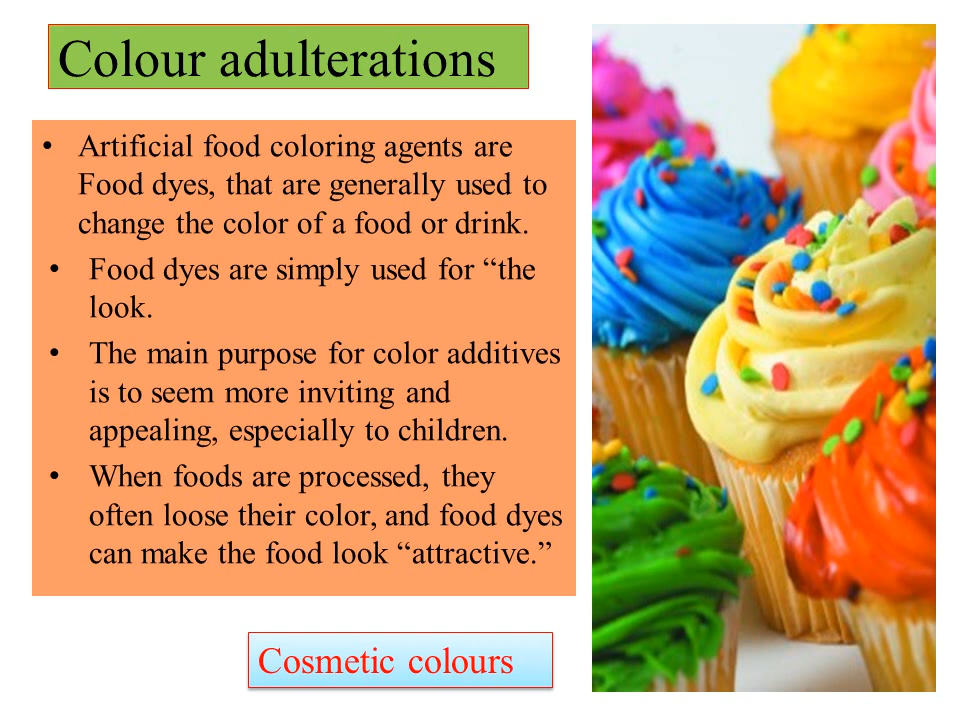 Colour adulterations
• Artificial food coloring agents are
Food dyes, that are generally used to
change the color of a food or drink.
• Food dyes are simply used for “the
look.
• The main purpose for color additives
is to seem more inviting and
appealing, especially to children.
• When foods are processed, they
often loose their color, and food dyes
can make the food look “attractive.”
Cosmetic colours